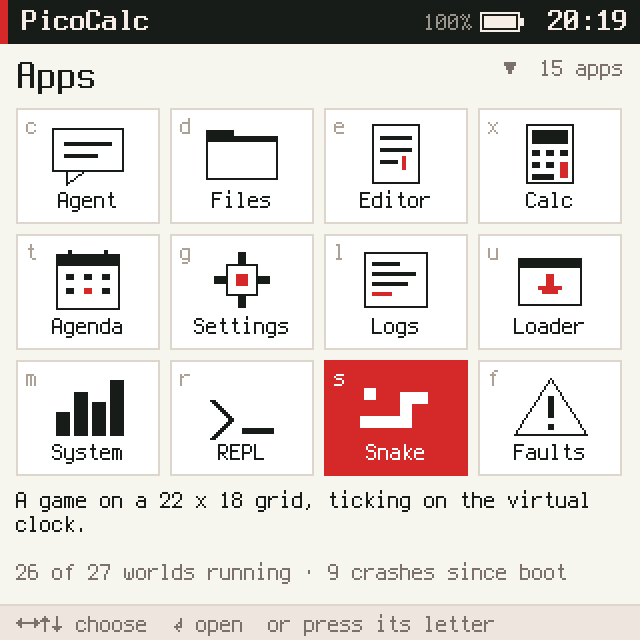 PicoCalc 100% 20:19
Apps ▼ 15 apps
c d e x
Agent Files Editor Calc
t g l u
Agenda Settings Logs Loader
m r s f
System REPL Snake Faults
A game on a 22 x 18 grid, ticking on the virtual
clock.
26 of 27 worlds running · 9 crashes since boot
←→↑↓ choose ↲ open or press its letter